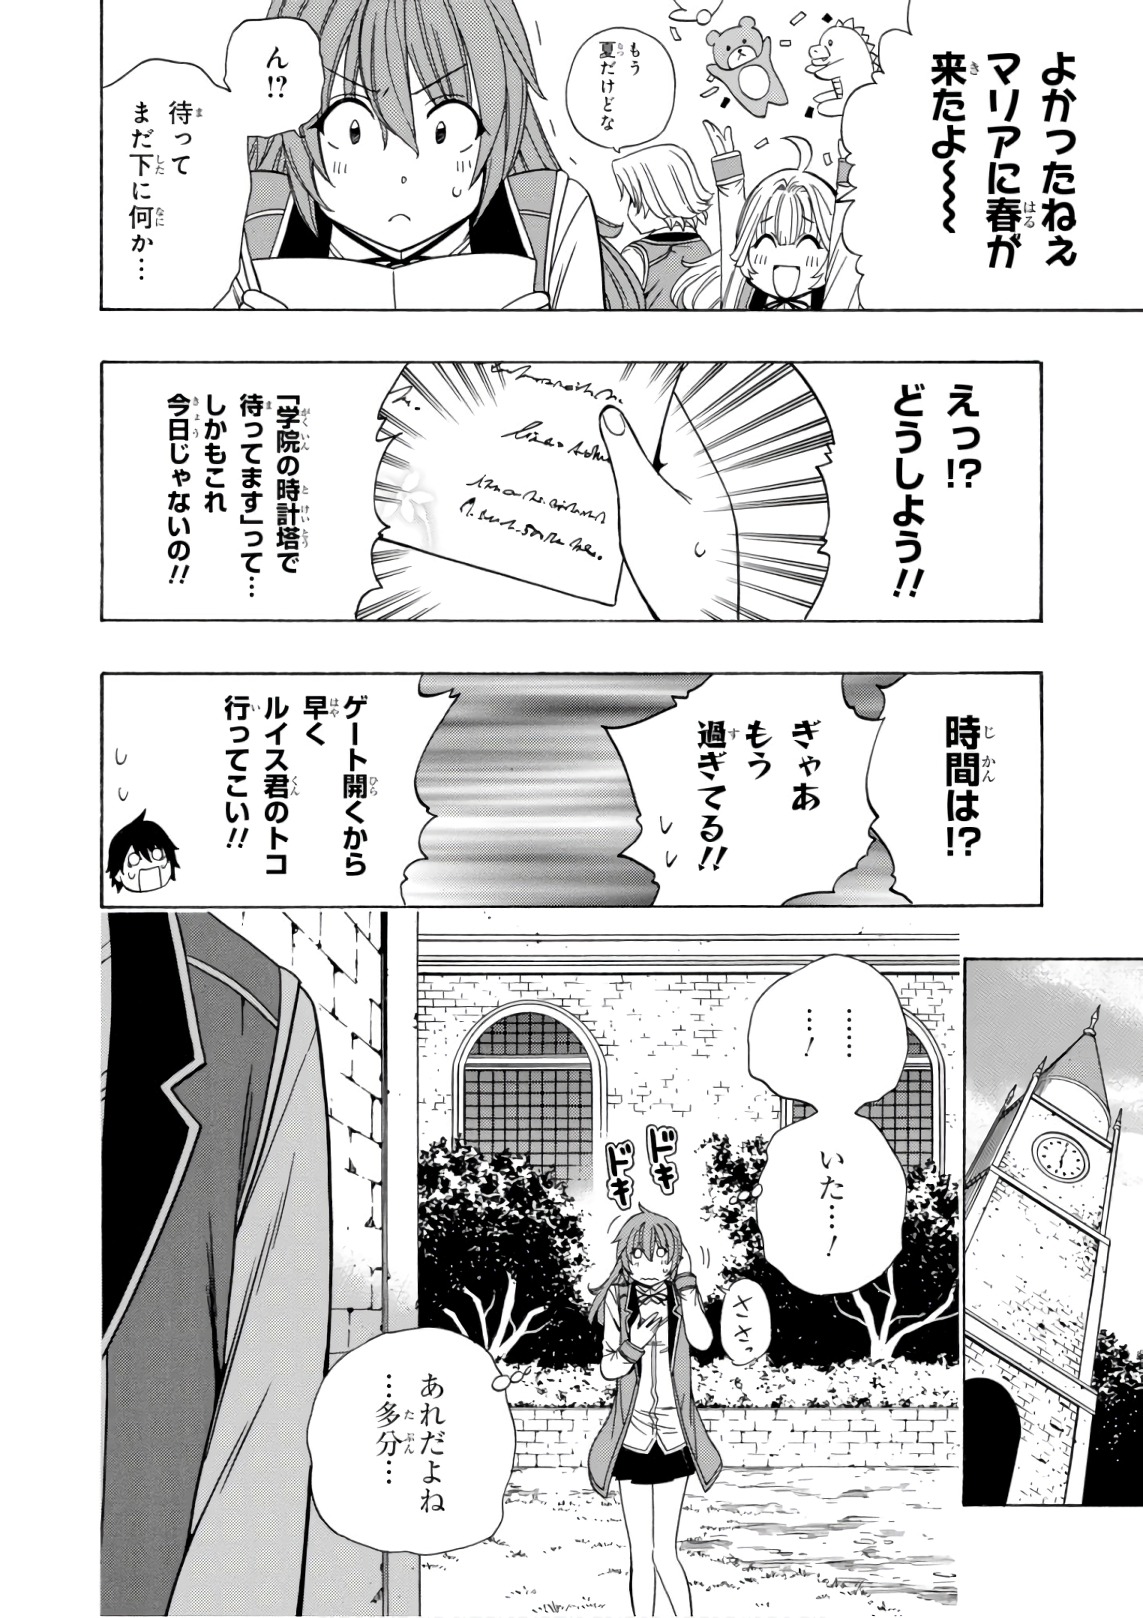 よかったねぇ
マリアに春が
来たよ〜〜〜
もう
夏だけどな
ん!?
待って
まだ下に何か…
えっ!?
どうしよう!!
「学院の時計塔で
待ってます」って…
しかもこれ
今日じゃないの!!
時間は!?
ぎゃあ
もう
過ぎてる!!
ゲート開くから
早く
ルイス君のトコ
行ってこい!!
……
…！
いた……！
ドキ
ドキ
ささっ
あれだよね
…多分…